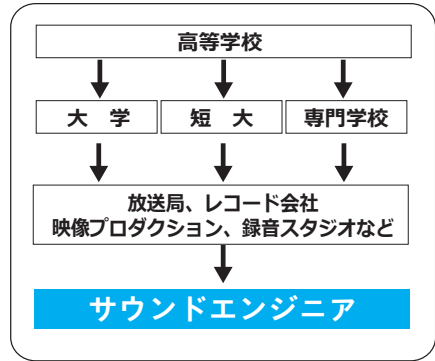 高等学校
大　学
短　大
専門学校
放送局、レコード会社
映像プロダクション、録音スタジオなど
サウンドエンジニア